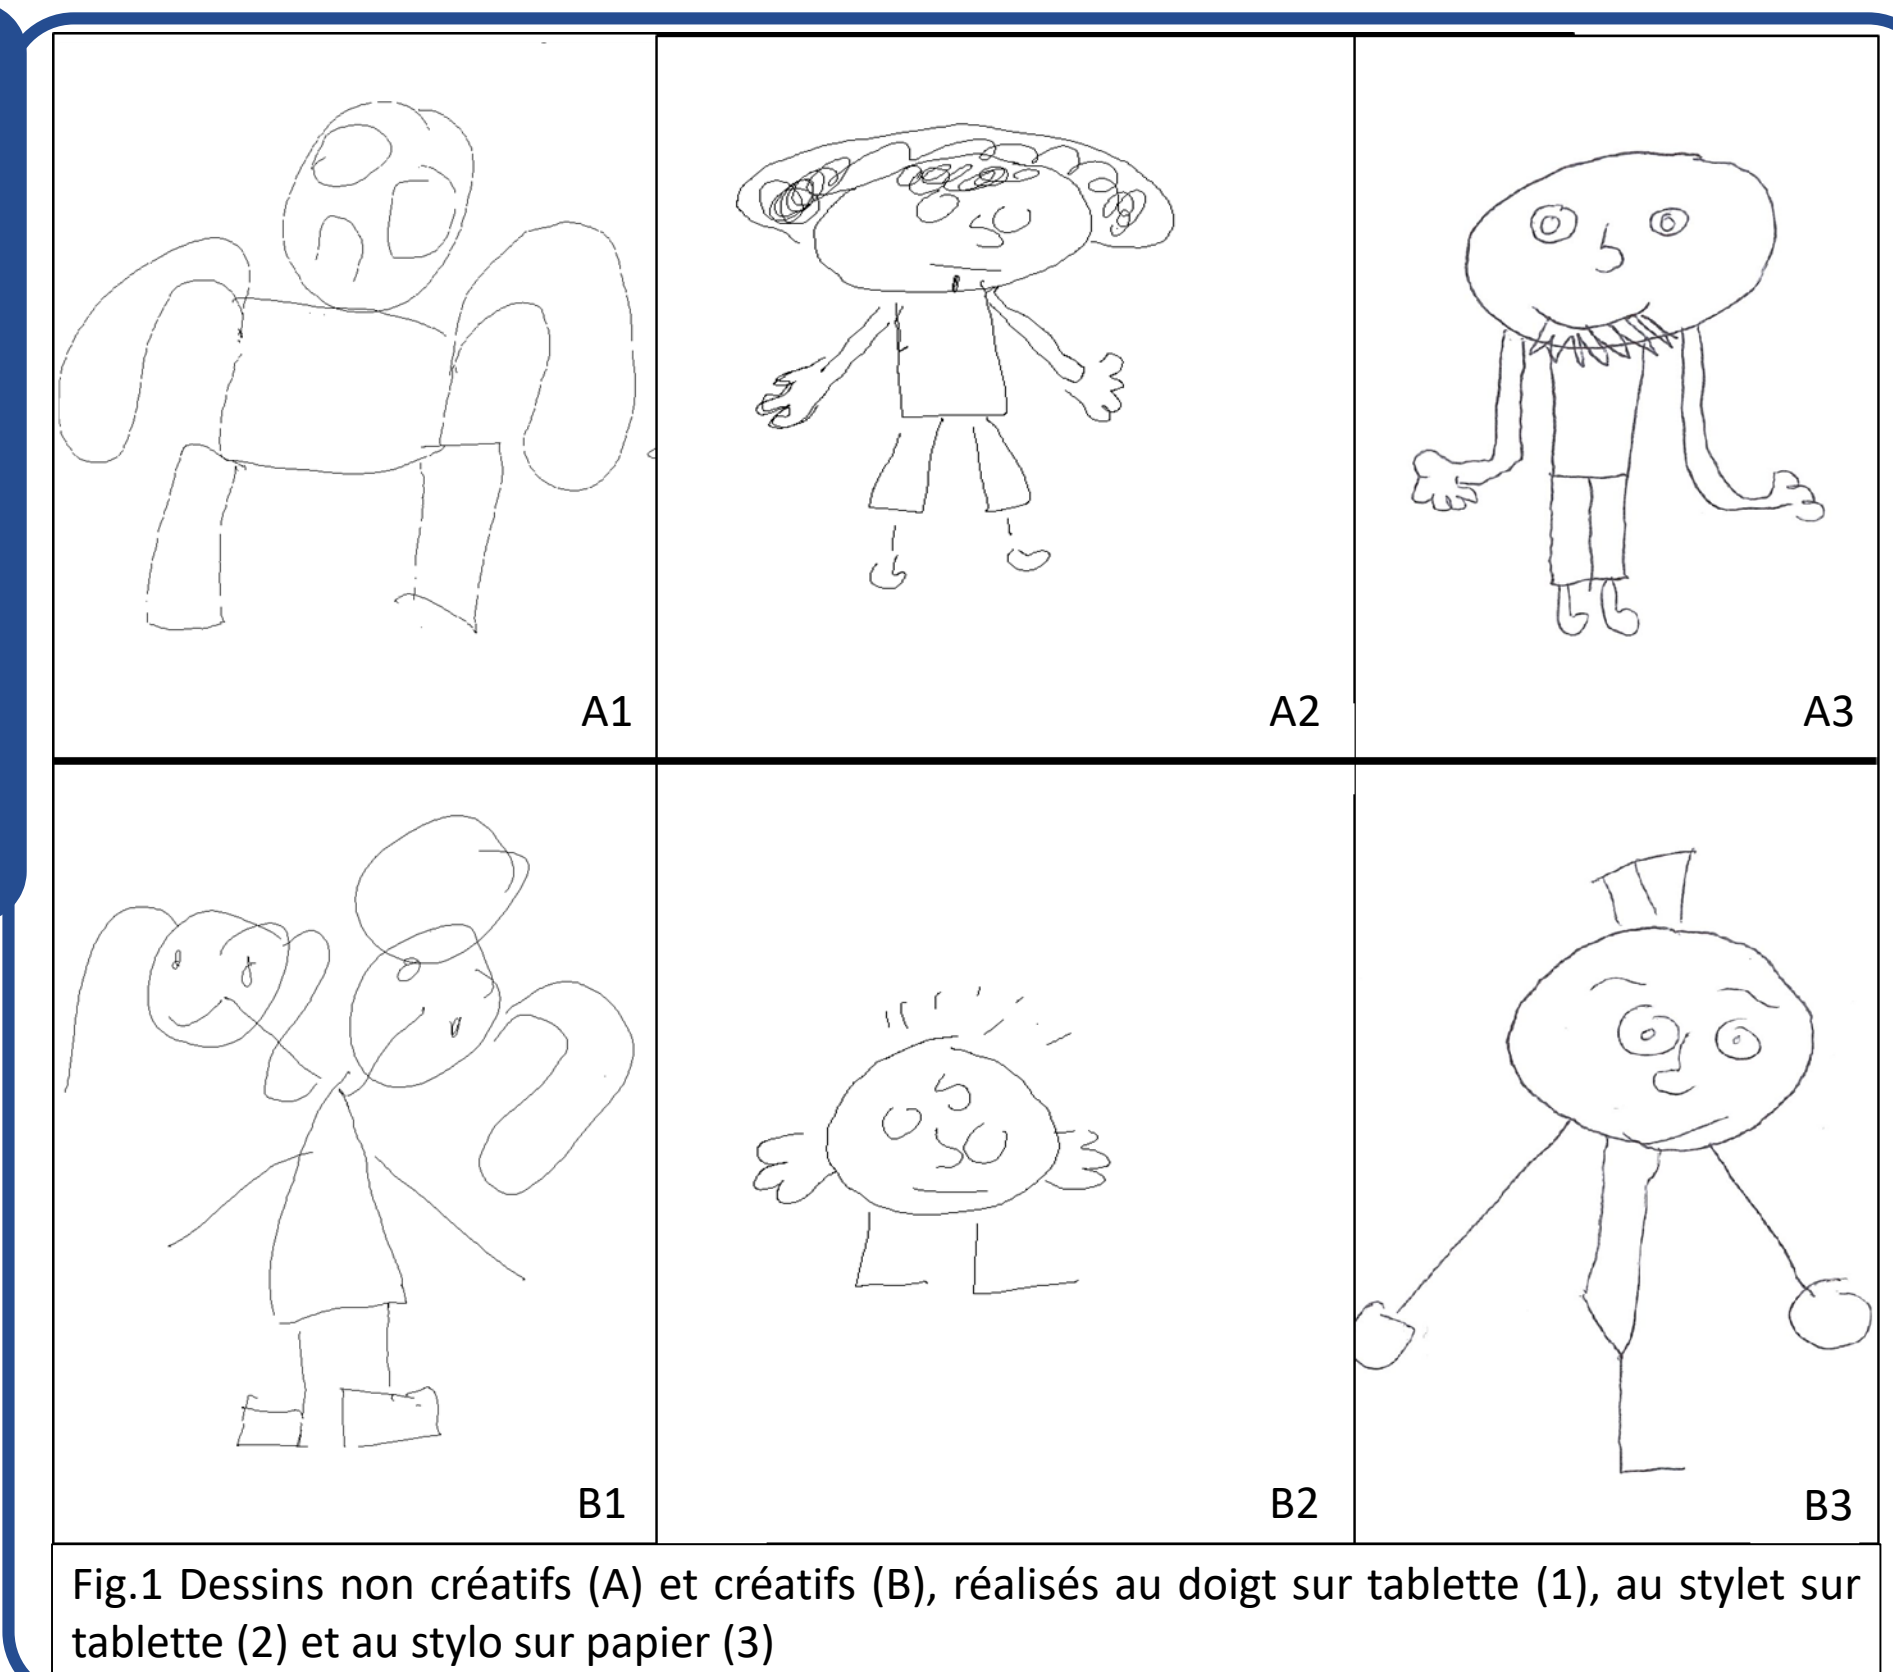 A1
A2
A3
B1
B2
B3
Fig.1 Dessins non créatifs (A) et créatifs (B), réalisés au doigt sur tablette (1), au stylet sur
tablette (2) et au stylo sur papier (3)